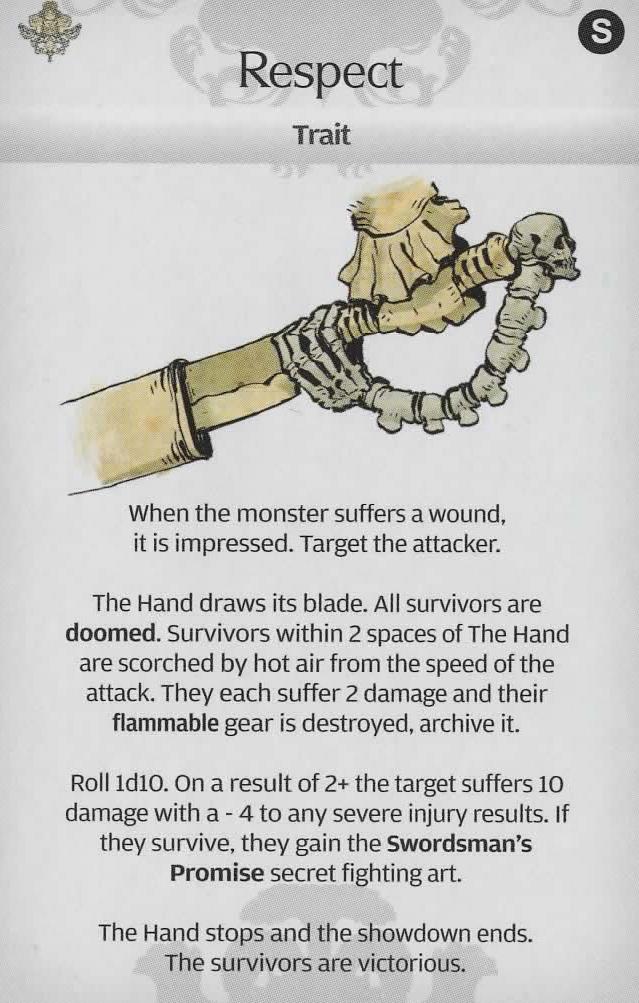 S
Respect
Trait
When the monster suffers a wound,
it is impressed. Target the attacker.
The Hand draws its blade. All survivors are
doomed. Survivors within 2 spaces of The Hand
are scorched by hot air from the speed of the
attack. They each suffer 2 damage and their
flammable gear is destroyed, archive it.
Roll 1d10. On a result of 2+ the target suffers 10
damage with a - 4 to any severe injury results. If
they survive, they gain the Swordsman's
Promise secret fighting art.
The Hand stops and the showdown ends.
The survivors are victorious.